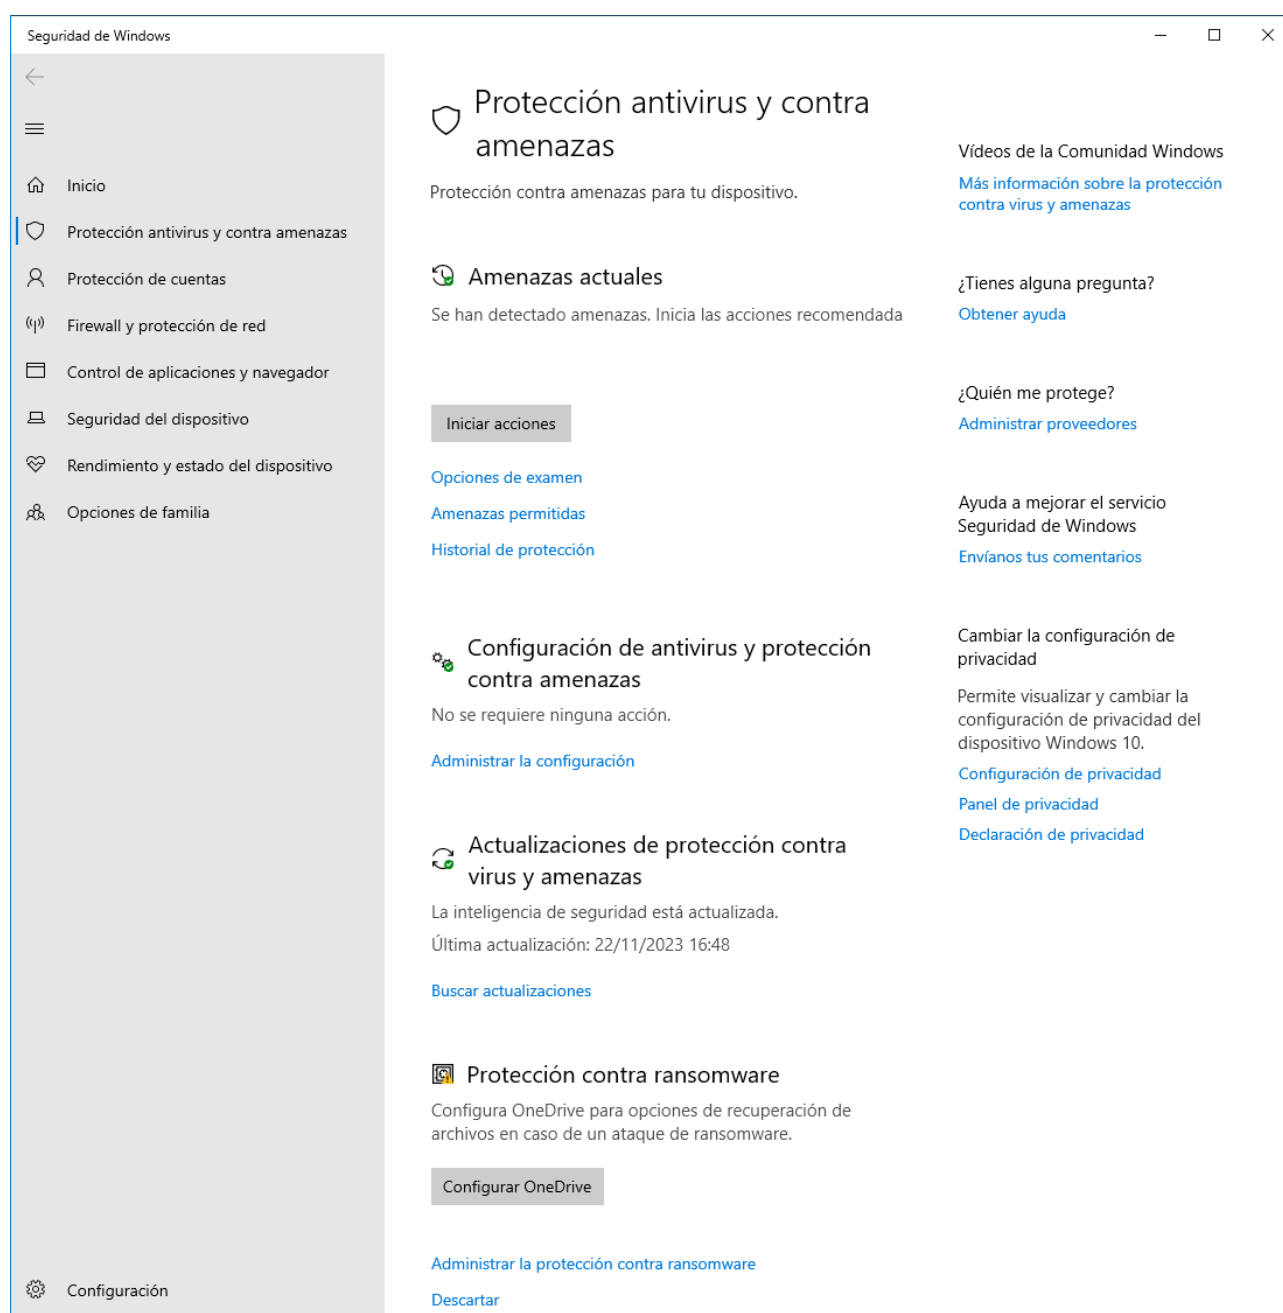 Seguridad de Windows
Inicio
Protección antivirus y contra amenazas
Protección de cuentas
Firewall y protección de red
Control de aplicaciones y navegador
Seguridad del dispositivo
Rendimiento y estado del dispositivo
Opciones de familia
Configuración
Protección antivirus y contra
amenazas
Protección contra amenazas para tu dispositivo.
Amenazas actuales
Se han detectado amenazas. Inicia las acciones recomendada
Iniciar acciones
Opciones de examen
Amenazas permitidas
Historial de protección
Configuración de antivirus y protección
contra amenazas
No se requiere ninguna acción.
Administrar la configuración
Actualizaciones de protección contra
virus y amenazas
La inteligencia de seguridad está actualizada.
Última actualización: 22/11/2023 16:48
Buscar actualizaciones
Protección contra ransomware
Configura OneDrive para opciones de recuperación de
archivos en caso de un ataque de ransomware.
Configurar OneDrive
Administrar la protección contra ransomware
Descartar
Vídeos de la Comunidad Windows
Más información sobre la protección
contra virus y amenazas
¿Tienes alguna pregunta?
Obtener ayuda
¿Quién me protege?
Administrar proveedores
Ayuda a mejorar el servicio
Seguridad de Windows
Envíanos tus comentarios
Cambiar la configuración de
privacidad
Permite visualizar y cambiar la
configuración de privacidad del
dispositivo Windows 10.
Configuración de privacidad
Panel de privacidad
Declaración de privacidad